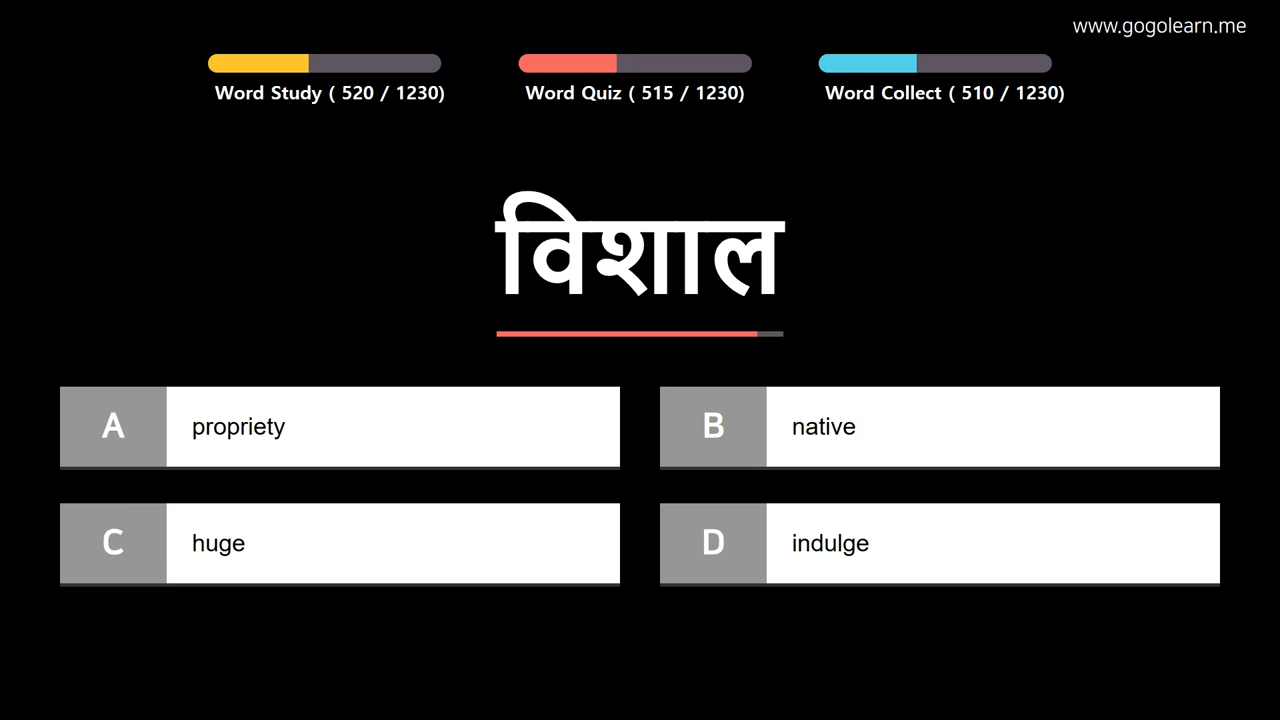 www.gogolearn.me
Word Study ( 520 / 1230)
Word Quiz ( 515 / 1230)
Word Collect ( 510 / 1230)
विशाल
A propriety
B native
C huge
D indulge